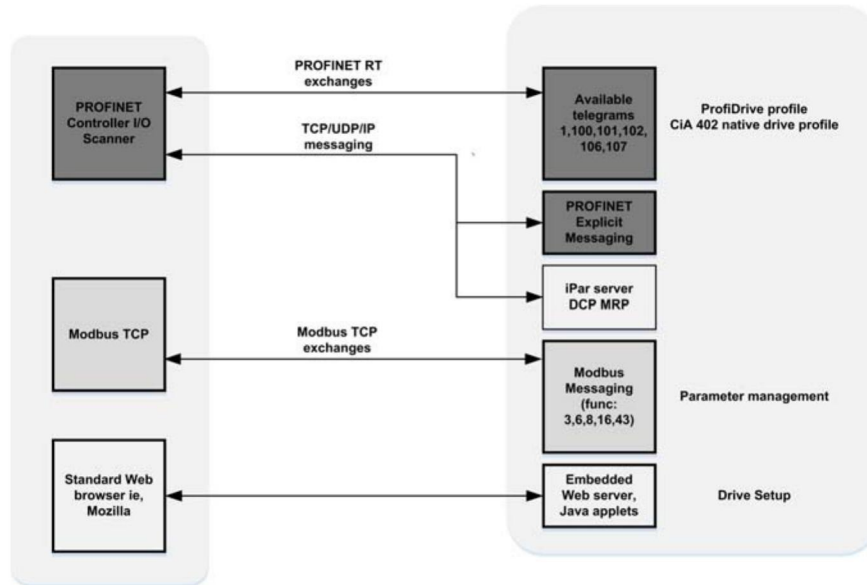 PROFINET RT
exchanges
PROFINET
Controller I/O
Scanner
TCP/UDP/IP
messaging
Available
telegrams
1,100,101,102,
106,107
ProfiDrive profile
CiA 402 native drive profile
PROFINET
Explicit
Messaging
iPar server
DCP MRP
Modbus TCP
Modbus TCP
exchanges
Modbus
Messaging
(func:
3,6,8,16,43)
Parameter management
Standard Web
browser ie,
Mozilla
Embedded
Web server,
Java applets
Drive Setup